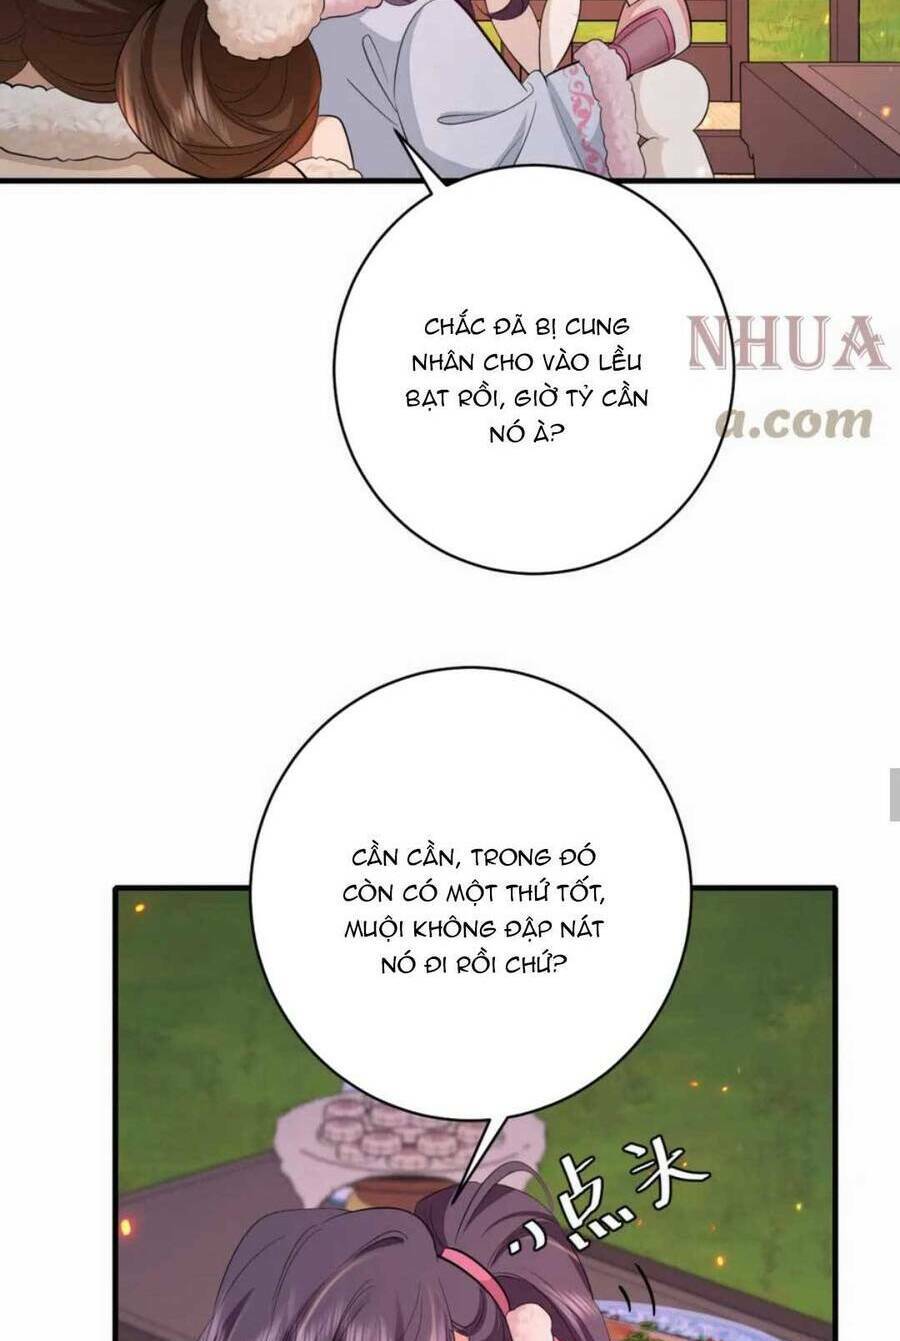 CHẮC ĐÃ BỊ CUNG
NHÂN CHO VÀO LỀU
BẠT RỒI, GIỜ TỶ CẦN
NÓ À?
NHUA
a.com
CẦN CẦN, TRONG ĐÓ
CÒN CÓ MỘT THỨ TỐT,
MUỘI KHÔNG ĐẬP NÁT
NÓ ĐI RỒI CHỨ?
点头